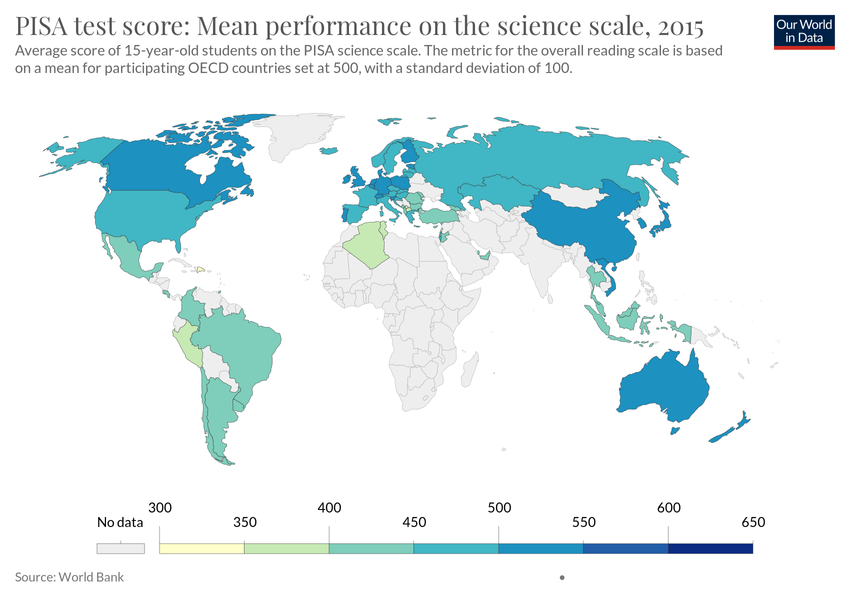 PISA test score: Mean performance on the science scale, 2015
Our World
in Data
Average score of 15-year-old students on the PISA science scale. The metric for the overall reading scale is based
on a mean for participating OECD countries set at 500, with a standard deviation of 100.
300 400 500 600
No data 350 450 550 650
Source: World Bank